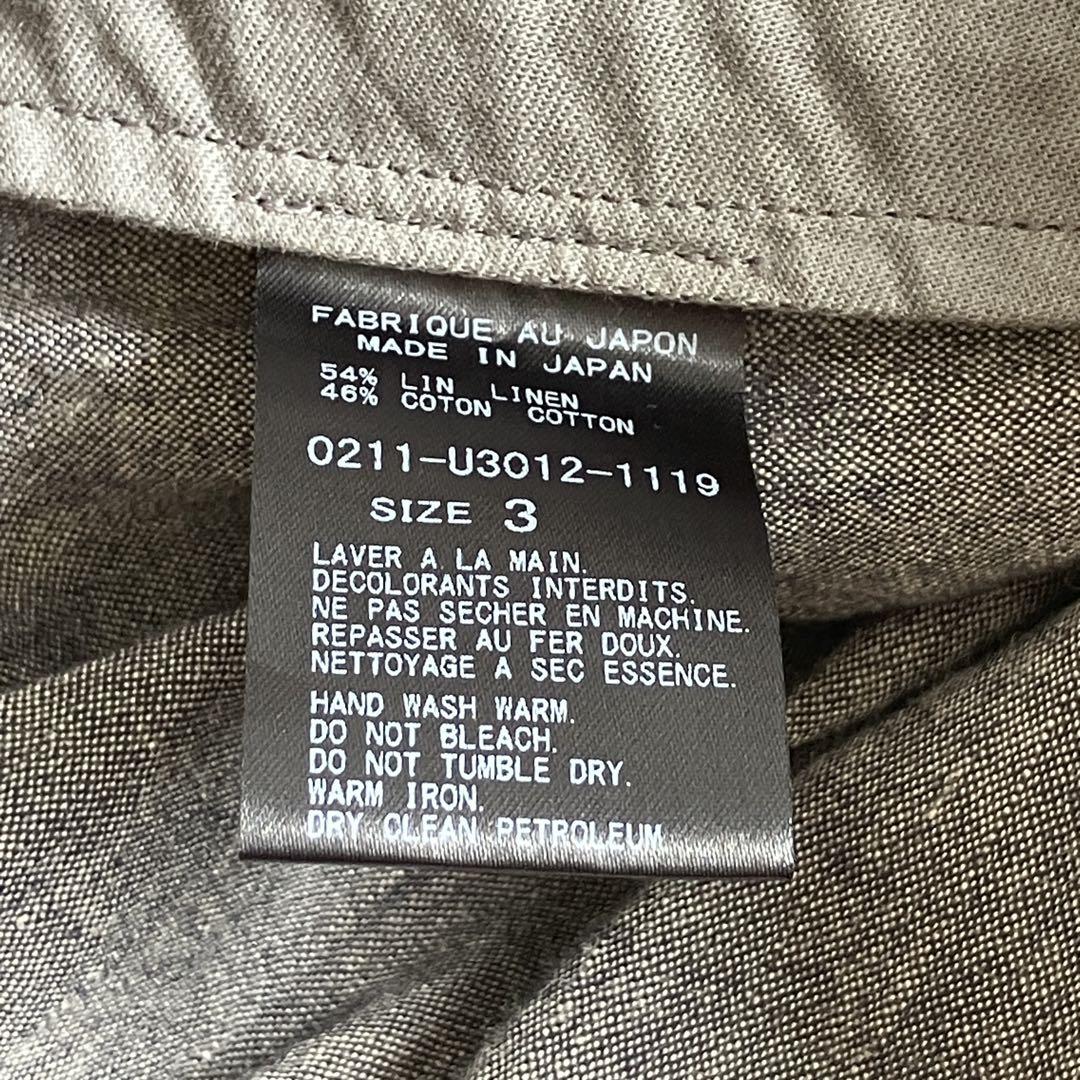 FABRIQUE AU JAPON
MADE IN JAPAN
54% LIN LINEN
46% COTON COTTON
0211-U3012-1119
SIZE 3
LAVER A LA MAIN.
DECOLORANTS INTERDITS.
NE PAS SECHER EN MACHINE.
REPASSER AU FER DOUX.
NETTOYAGE A SEC ESSENCE.
HAND WASH WARM.
DO NOT BLEACH.
DO NOT TUMBLE DRY.
WARM IRON.
DRY CLEAN PETROLEUM